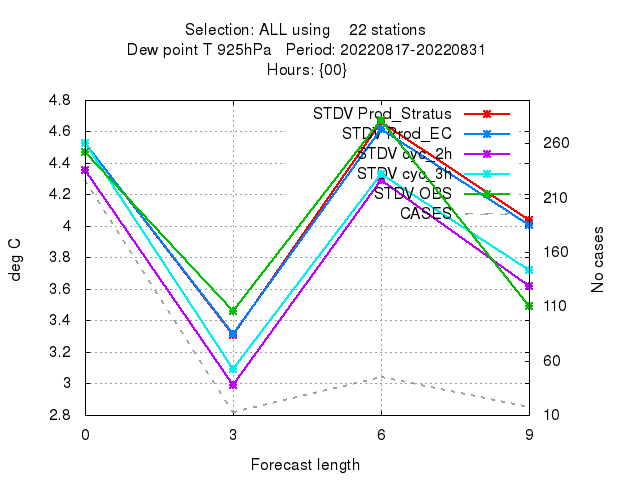 Selection: ALL using 22 stations
Dew point T 925hPa Period: 20220817-20220831
Hours: {00}
STDV Prod_Stratus
STDV Prod_EC
STDV cyc_2h
STDV cyc_3h
STDV OBS
CASES
4.8
4.6
4.4
4.2
4
3.8
3.6
3.4
3.2
3
2.8
deg C
260
210
160
110
60
10
No cases
0 3 6 9
Forecast length